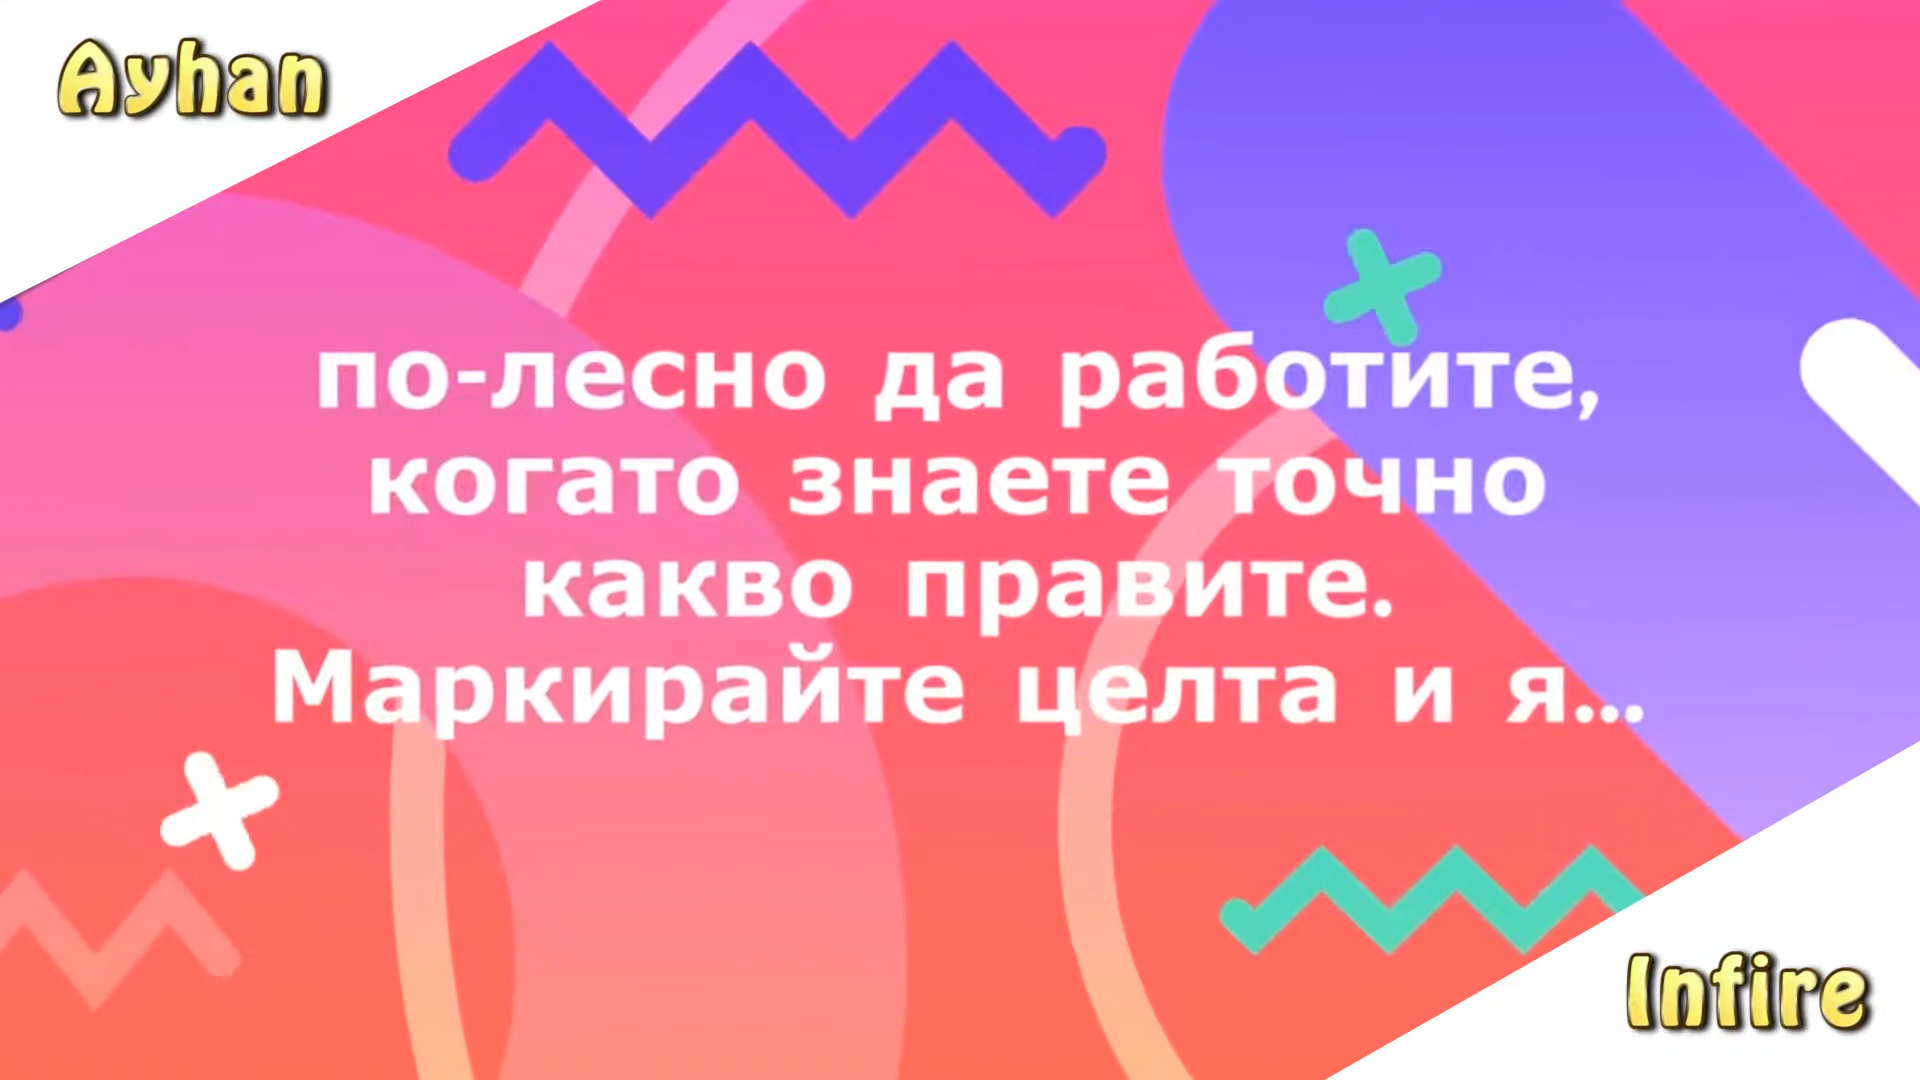 Ayhan
по-лесно да работите,
когато знаете точно
какво правите.
Маркирайте целта и я...
Infire